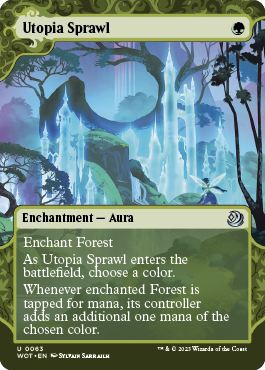 Utopia Sprawl
Enchantment — Aura
Enchant Forest
As Utopia Sprawl enters the
battlefield, choose a color.
Whenever enchanted Forest is
tapped for mana, its controller
adds an additional one mana of the
chosen color.
U 0063
WOT • EN Sylvain Sarrailh
™ & © 2023 Wizards of the Coast